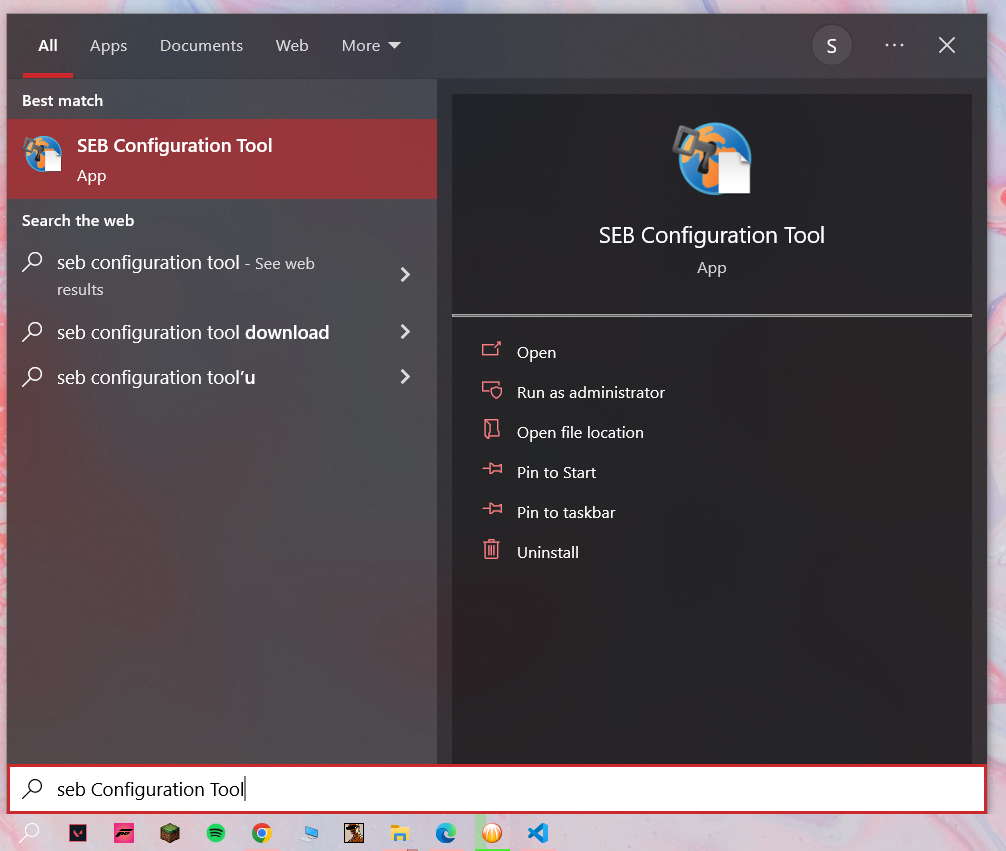 All Apps Documents Web More S
Best match
SEB Configuration Tool
App
Search the web
seb configuration tool - See web
results
seb configuration tool download
seb configuration tool'u
SEB Configuration Tool
App
Open
Run as administrator
Open file location
Pin to Start
Pin to taskbar
Uninstall
seb Configuration Tool